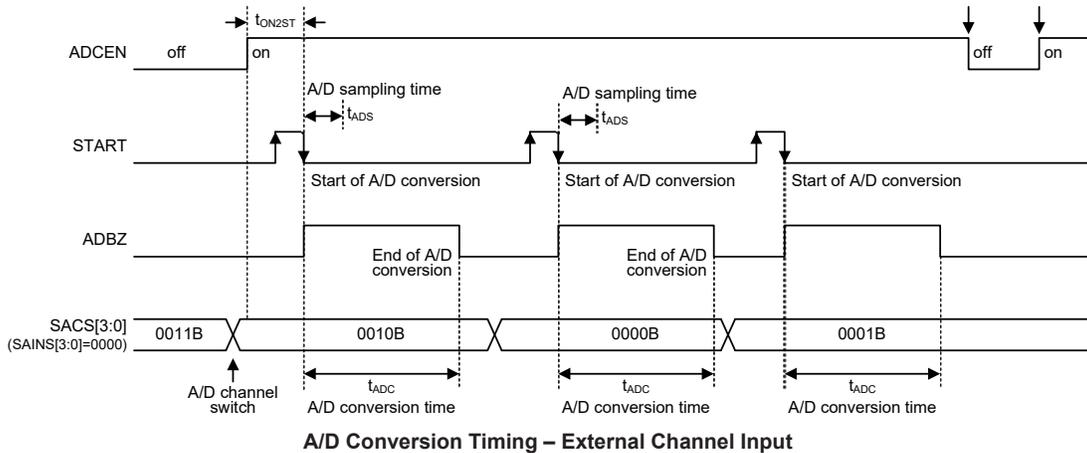 tON2ST
ADCEN
off
on
off
on
A/D sampling time
tADS
A/D sampling time
tADS
START
Start of A/D conversion
Start of A/D conversion
Start of A/D conversion
ADBZ
End of A/D
conversion
End of A/D
conversion
SACS[3:0]
(SAINS[3:0]=0000)
0011B
0010B
0000B
0001B
A/D channel
switch
tADC
A/D conversion time
tADC
A/D conversion time
tADC
A/D conversion time
A/D Conversion Timing – External Channel Input